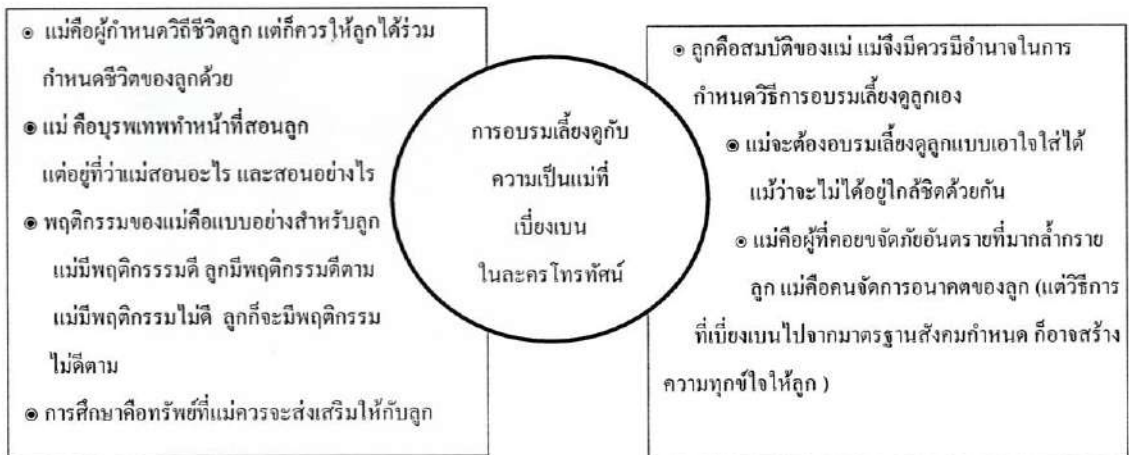 ◉ แม่คือผู้กำหนดวิถีชีวิตลูก แต่ก็ควรให้ลูกได้ร่วม
กำหนดชีวิตของลูกด้วย
◉ แม่ คือบุรพเทพทำหน้าที่สอนลูก
แต่อยู่ที่ว่าแม่สอนอะไร และสอนอย่างไร
◉ พฤติกรรมของแม่คือแบบอย่างสำหรับลูก
แม่มีพฤติกรรรมดี ลูกมีพฤติกรรมดีตาม
แม่มีพฤติกรรมไม่ดี ลูกก็จะมีพฤติกรรม
ไม่ดีตาม
◉ การศึกษาคือทรัพย์ที่แม่ควรจะส่งเสริมให้กับลูก
การอบรมเลี้ยงดูกับ
ความเป็นแม่ที่
เบี่ยงเบน
ในละครโทรทัศน์
◉ ลูกคือสมบัติของแม่ แม่จึงมีควรมีอำนาจในการ
กำหนดวิธีการอบรมเลี้ยงดูลูกเอง
◉ แม่จะต้องอบรมเลี้ยงดูลูกแบบเอาใจใส่ได้
แม้ว่าจะไม่ได้อยู่ใกล้ชิดด้วยกัน
◉ แม่คือผู้ที่คอยขจัดภัยอันตรายที่มากล้ำกราย
ลูก แม่คือคนจัดการอนาคตของลูก (แต่วิธีการ
ที่เบี่ยงเบนไปจากมาตรฐานสังคมกำหนด ก็อาจสร้าง
ความทุกข์ใจให้ลูก )